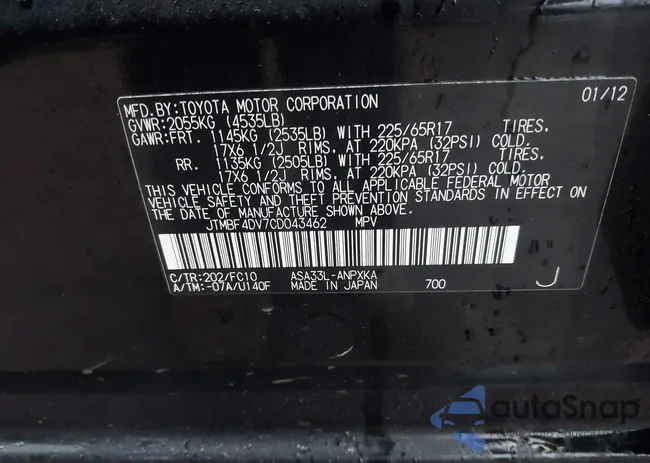 MFD.BY:TOYOTA MOTOR CORPORATION 01/12
GVWR:2055KG (4535LB)
GAWR:FRT. 1145KG (2535LB) WITH 225/65R17 TIRES.
17X6 1/2J RIMS. AT 220KPA (32PSI) COLD.
RR. 1135KG (2505LB) WITH 225/65R17 TIRES.
17X6 1/2J RIMS. AT 220KPA (32PSI) COLD.
THIS VEHICLE CONFORMS TO ALL APPLICABLE FEDERAL MOTOR
VEHICLE SAFETY AND THEFT PREVENTION STANDARDS IN EFFECT ON
THE DATE OF MANUFACTURE SHOWN ABOVE.
JTMBF4DV7CD043462 MPV
C/TR:202/FC10 ASA33L-ANPXKA
A/TM:-07A/U140F MADE IN JAPAN 700 J
autoSnap